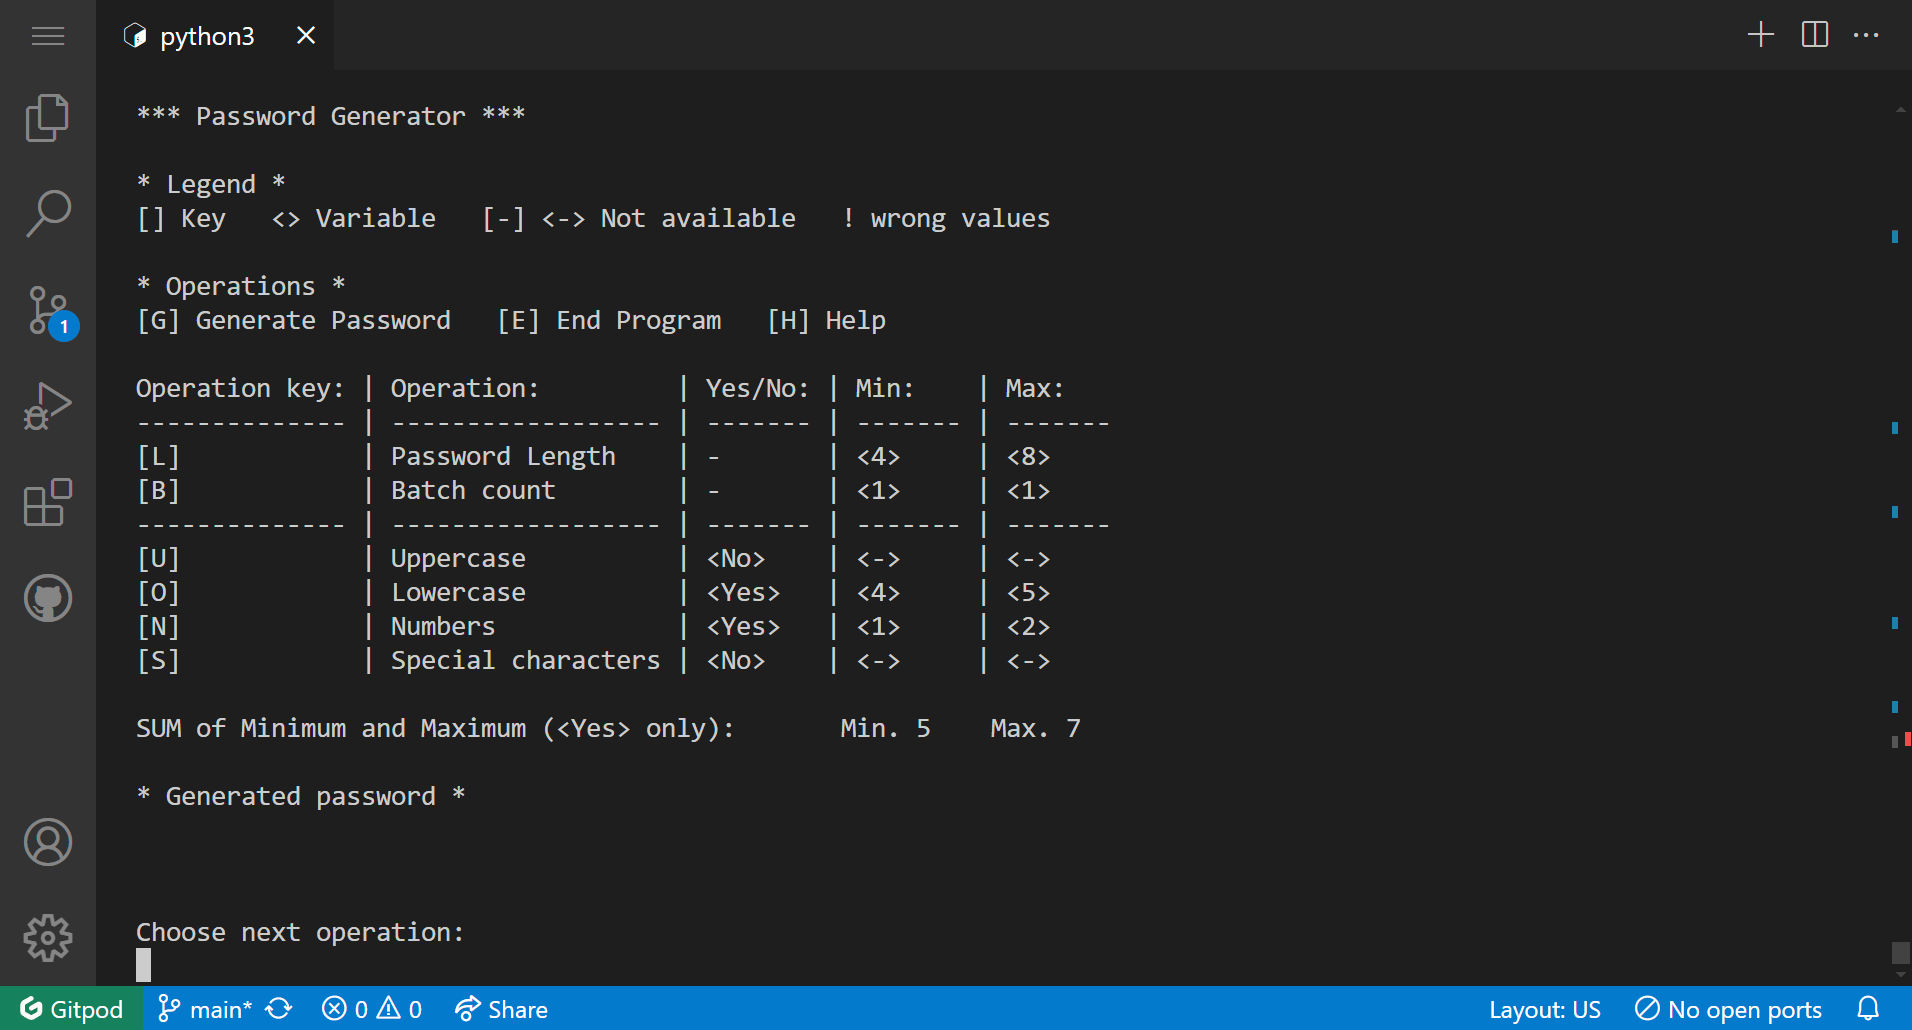 python3
*** Password Generator ***
* Legend *
[] Key   <> Variable   [-] <-> Not available   ! wrong values
* Operations *
[G] Generate Password   [E] End Program   [H] Help
Operation key: | Operation:         | Yes/No: | Min:    | Max:
-------------- | ------------------ | ------- | ------- | -------
[L]            | Password Length    | -       | <4>     | <8>
[B]            | Batch count        | -       | <1>     | <1>
-------------- | ------------------ | ------- | ------- | -------
[U]            | Uppercase          | <No>    | <->     | <->
[O]            | Lowercase          | <Yes>   | <4>     | <5>
[N]            | Numbers            | <Yes>   | <1>     | <2>
[S]            | Special characters | <No>    | <->     | <->
SUM of Minimum and Maximum (<Yes> only):       Min. 5    Max. 7
* Generated password *
Choose next operation:
1
Gitpod main* 0 0 Share Layout: US No open ports